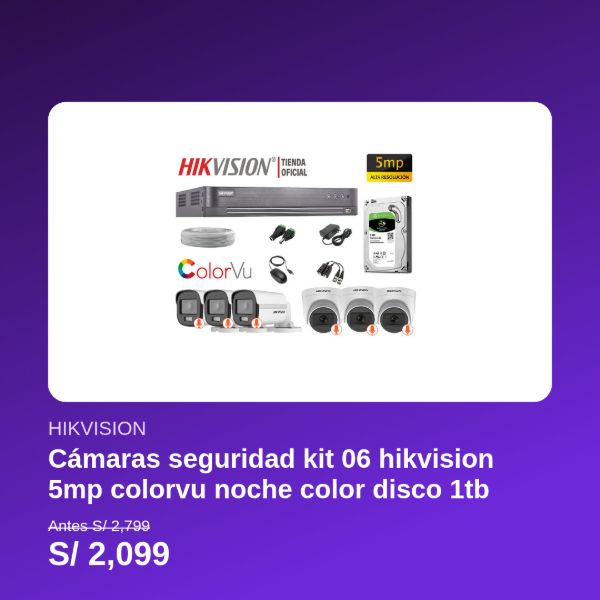 HIKVISION® TIENDA
OFICIAL
5mp
ALTA RESOLUCIÓN
ColorVu
HIKVISION
Cámaras seguridad kit 06 hikvision
5mp colorvu noche color disco 1tb
Antes S/ 2,799
S/ 2,099